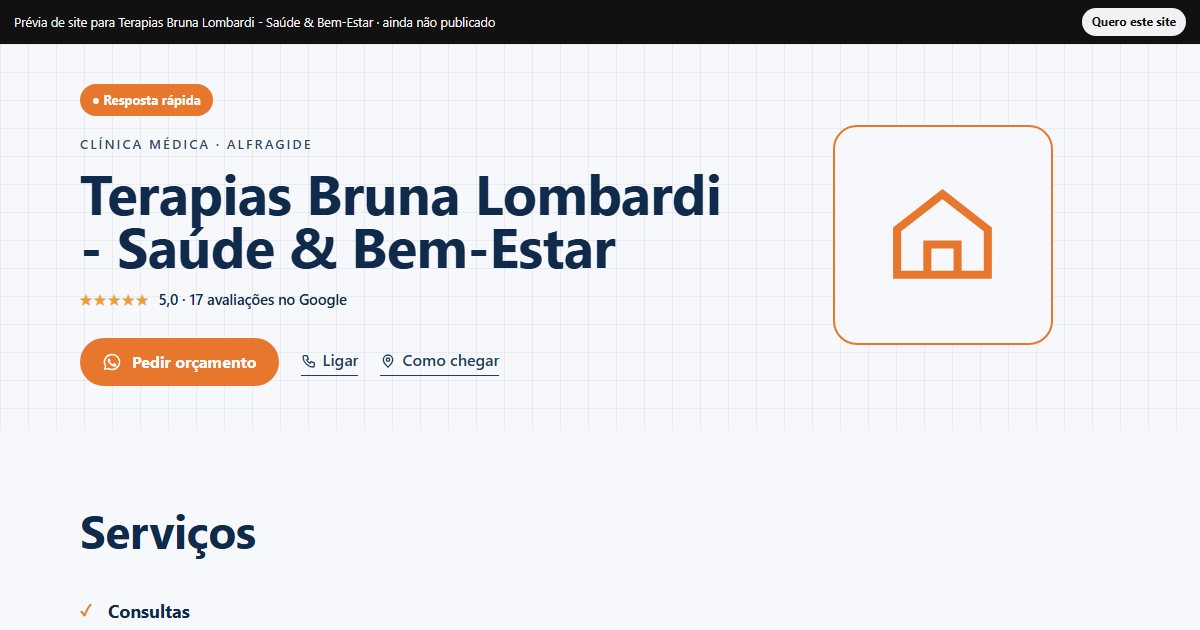 Prévia de site para Terapias Bruna Lombardi - Saúde & Bem-Estar · ainda não publicado
Quero este site
Resposta rápida
CLÍNICA MÉDICA · ALFRAGIDE
Terapias Bruna Lombardi
- Saúde & Bem-Estar
★★★★★ 5,0 · 17 avaliações no Google
Pedir orçamento
Ligar
Como chegar
Serviços
✓ Consultas